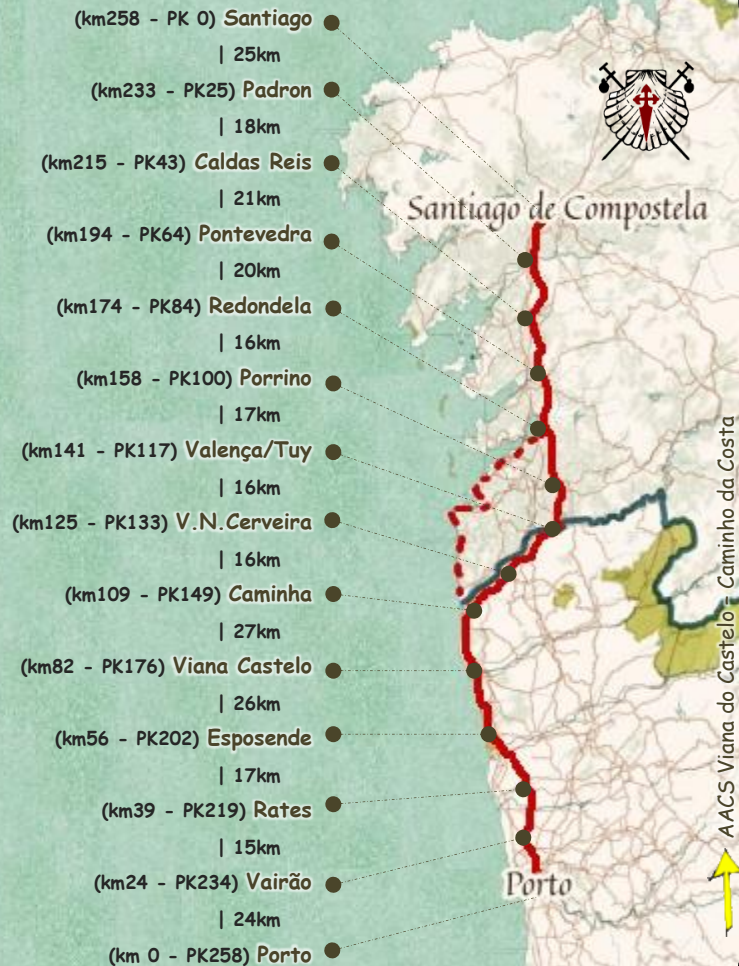 (km258 - PK 0) Santiago
| 25km
(km233 - PK25) Padron
| 18km
(km215 - PK43) Caldas Reis
| 21km
(km194 - PK64) Pontevedra
| 20km
(km174 - PK84) Redondela
| 16km
(km158 - PK100) Porrino
| 17km
(km141 - PK117) Valença/Tuy
| 16km
(km125 - PK133) V.N.Cerveira
| 16km
(km109 - PK149) Caminha
| 27km
(km82 - PK176) Viana Castelo
| 26km
(km56 - PK202) Esposende
| 17km
(km39 - PK219) Rates
| 15km
(km24 - PK234) Vairão
| 24km
(km 0 - PK258) Porto
Santiago de Compostela
Porto
AACS Viana do Castelo - Caminho da Costa